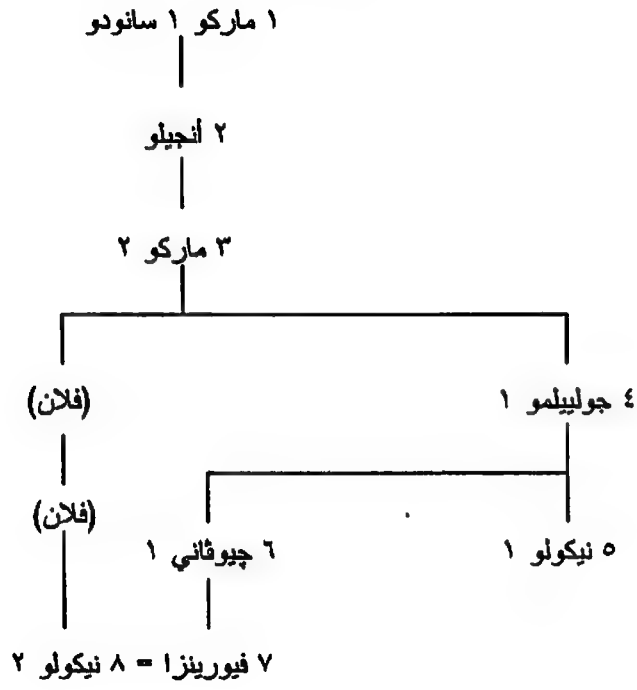 ١ ماركو ١ سانودو
٢ أنجيلو
٣ ماركو ٢
٤ جولييلمو ١
(فلان)
(فلان)
٥ نيكولو ١
٦ چيوڤاني ١
٧ فيورينزا = ٨ نيكولو ٢